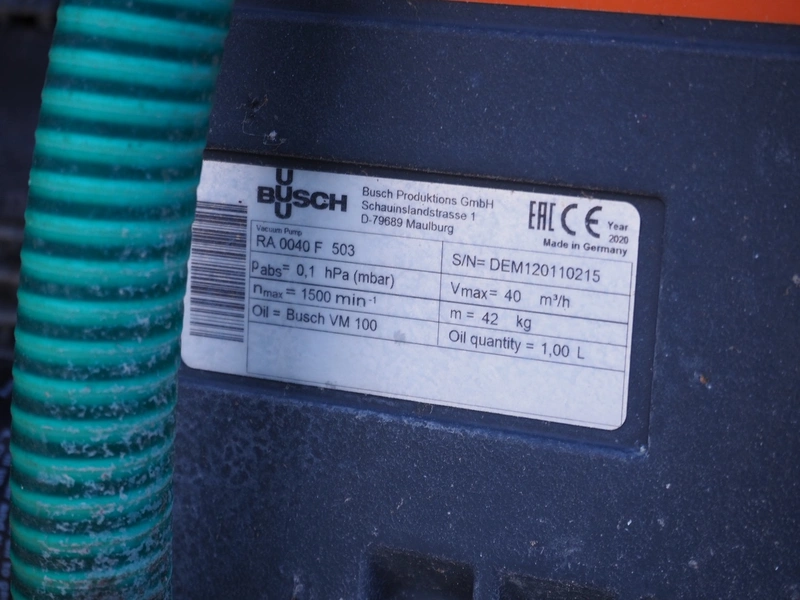 BUSCH
Busch Produktions GmbH
Schauinslandstrasse 1
D-79689 Maulburg
EAC CE Year
2020
Made in Germany
Vacuum Pump
RA 0040 F 503
S/N= DEM120110215
Pabs= 0,1 hPa (mbar)
Vmax= 40 m³/h
nmax = 1500 min-1
m = 42 kg
Oil = Busch VM 100
Oil quantity = 1,00 L